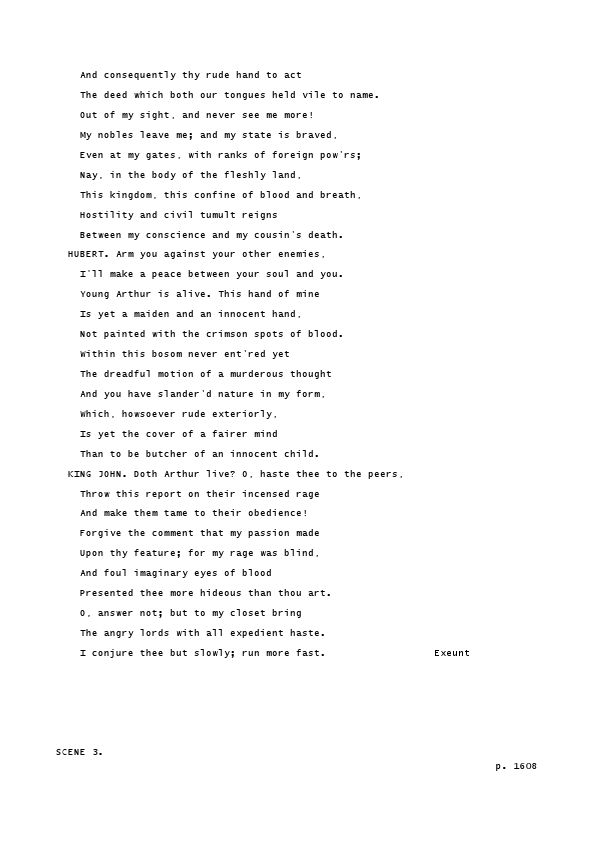 And consequently thy rude hand to act
The deed which both our tongues held vile to name.
Out of my sight, and never see me more!
My nobles leave me; and my state is braved,
Even at my gates, with ranks of foreign pow'rs;
Nay, in the body of the fleshly land,
This kingdom, this confine of blood and breath,
Hostility and civil tumult reigns
Between my conscience and my cousin's death.
HUBERT. Arm you against your other enemies,
I'll make a peace between your soul and you.
Young Arthur is alive. This hand of mine
Is yet a maiden and an innocent hand,
Not painted with the crimson spots of blood.
Within this bosom never ent'red yet
The dreadful motion of a murderous thought
And you have slander'd nature in my form,
Which, howsoever rude exteriorly,
Is yet the cover of a fairer mind
Than to be butcher of an innocent child.
KING JOHN. Doth Arthur live? O, haste thee to the peers,
Throw this report on their incensed rage
And make them tame to their obedience!
Forgive the comment that my passion made
Upon thy feature; for my rage was blind,
And foul imaginary eyes of blood
Presented thee more hideous than thou art.
O, answer not; but to my closet bring
The angry lords with all expedient haste.
I conjure thee but slowly; run more fast. Exeunt
SCENE 3.
p. 1608